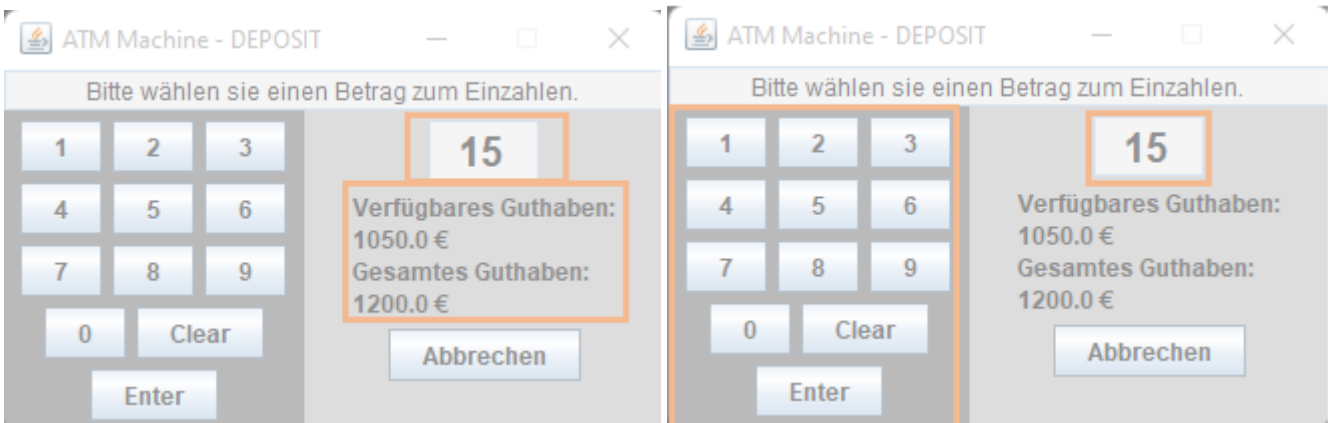 ATM Machine - DEPOSIT
Bitte wählen sie einen Betrag zum Einzahlen.
1 2 3
4 5 6
7 8 9
0 Clear
Enter
15
Verfügbares Guthaben:
1050.0 €
Gesamtes Guthaben:
1200.0 €
Abbrechen
ATM Machine - DEPOSIT
Bitte wählen sie einen Betrag zum Einzahlen.
1 2 3
4 5 6
7 8 9
0 Clear
Enter
15
Verfügbares Guthaben:
1050.0 €
Gesamtes Guthaben:
1200.0 €
Abbrechen